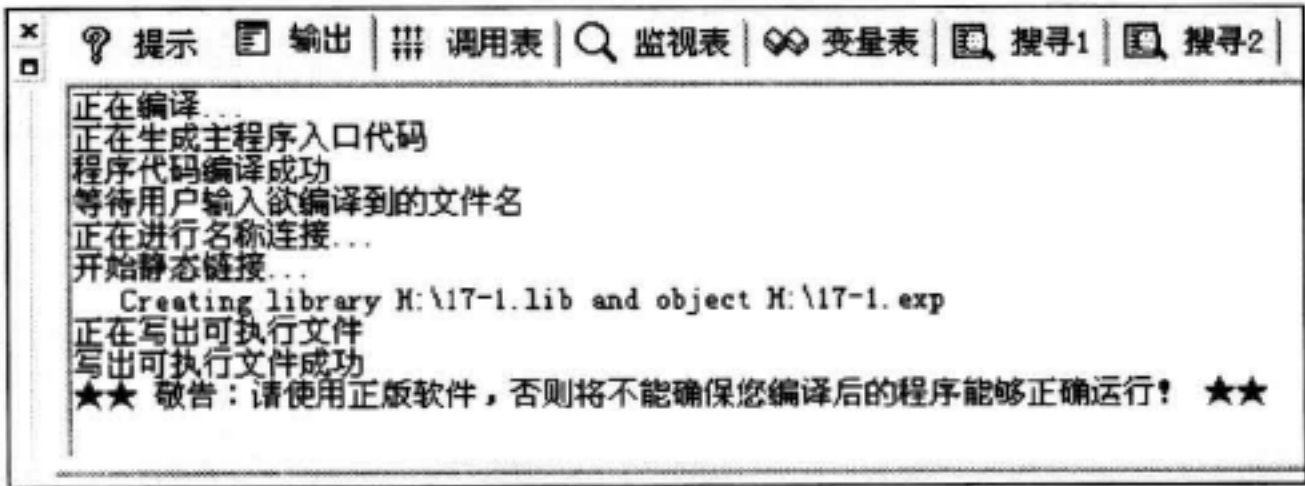 提示 输出 调用表 监视表 变量表 搜寻1 搜寻2
正在编译...
正在生成主程序入口代码
程序代码编译成功
等待用户输入欲编译到的文件名
正在进行名称连接...
开始静态链接...
Creating library H:\17-1.lib and object H:\17-1.exp
正在写出可执行文件
写出可执行文件成功
★★ 敬告：请使用正版软件，否则将不能确保您编译后的程序能够正确运行！ ★★